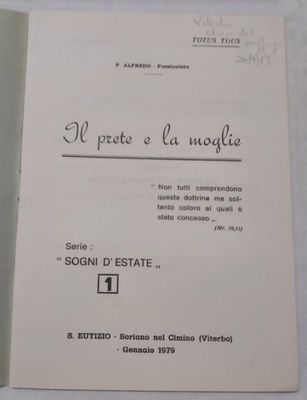 Viterbo
TOTUS TUUS
P. ALFREDO - Passionista
Il prete e la moglie
“ Non tutti comprendono
questa dottrina ma sol-
tanto coloro ai quali è
stato concesso „
(Mt. 19,11)
Serie :
“ SOGNI D'ESTATE „
1
S. EUTIZIO - Soriano nel Cimino (Viterbo)
- Gennaio 1979